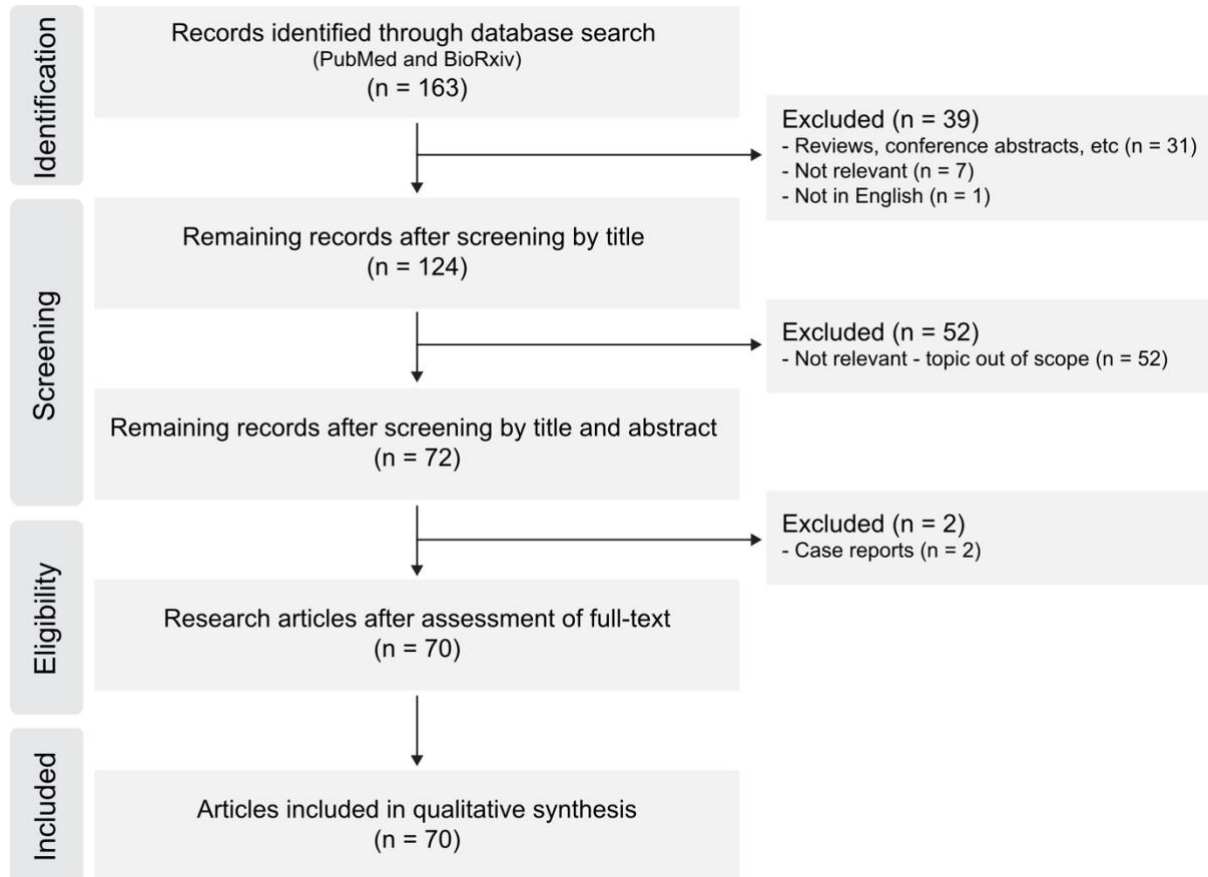 Identification
Records identified through database search
(PubMed and BioRxiv)
(n = 163)
Excluded (n = 39)
- Reviews, conference abstracts, etc (n = 31)
- Not relevant (n = 7)
- Not in English (n = 1)
Screening
Remaining records after screening by title
(n = 124)
Excluded (n = 52)
- Not relevant - topic out of scope (n = 52)
Remaining records after screening by title and abstract
(n = 72)
Excluded (n = 2)
- Case reports (n = 2)
Eligibility
Research articles after assessment of full-text
(n = 70)
Included
Articles included in qualitative synthesis
(n = 70)